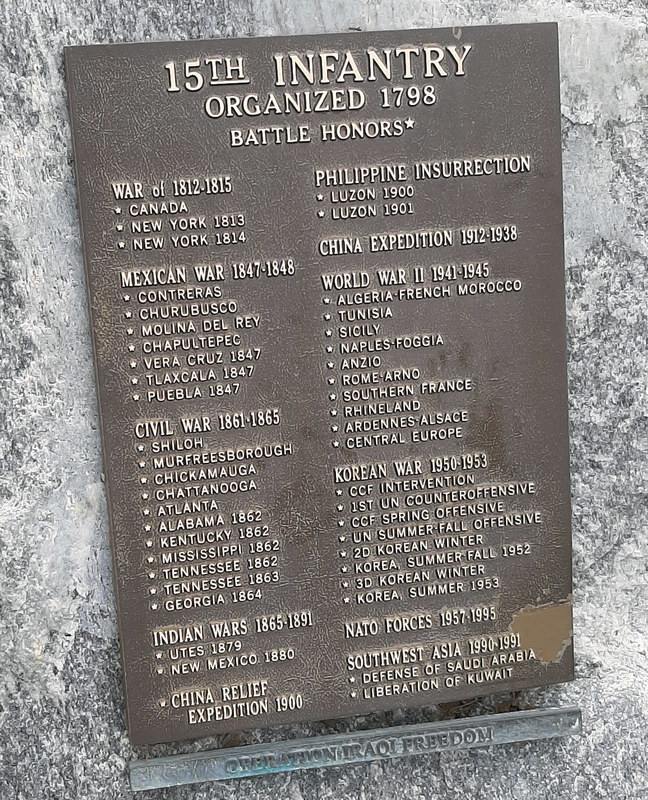 15TH INFANTRY
ORGANIZED 1798
BATTLE HONORS★
WAR of 1812-1815
★ CANADA
★ NEW YORK 1813
★ NEW YORK 1814
MEXICAN WAR 1847-1848
★ CONTRERAS
★ CHURUBUSCO
★ MOLINA DEL REY
★ CHAPULTEPEC
★ VERA CRUZ 1847
★ TLAXCALA 1847
★ PUEBLA 1847
CIVIL WAR 1861-1865
★ SHILOH
★ MURFREESBOROUGH
★ CHICKAMAUGA
★ CHATTANOOGA
★ ATLANTA
★ ALABAMA 1862
★ KENTUCKY 1862
★ MISSISSIPPI 1862
★ TENNESSEE 1862
★ TENNESSEE 1863
★ GEORGIA 1864
INDIAN WARS 1865-1891
★ UTES 1879
★ NEW MEXICO 1880
★ CHINA RELIEF
EXPEDITION 1900
PHILIPPINE INSURRECTION
★ LUZON 1900
★ LUZON 1901
CHINA EXPEDITION 1912-1938
WORLD WAR II 1941-1945
★ ALGERIA-FRENCH MOROCCO
★ TUNISIA
★ SICILY
★ NAPLES-FOGGIA
★ ANZIO
★ ROME-ARNO
★ SOUTHERN FRANCE
★ RHINELAND
★ ARDENNES-ALSACE
★ CENTRAL EUROPE
KOREAN WAR 1950-1953
★ CCF INTERVENTION
★ 1ST UN COUNTEROFFENSIVE
★ CCF SPRING OFFENSIVE
★ UN SUMMER-FALL OFFENSIVE
★ 2D KOREAN WINTER
★ KOREA, SUMMER-FALL 1952
★ 3D KOREAN WINTER
★ KOREA, SUMMER 1953
NATO FORCES 1957-1995
SOUTHWEST ASIA 1990-1991
★ DEFENSE OF SAUDI ARABIA
★ LIBERATION OF KUWAIT
OPERATION IRAQI FREEDOM